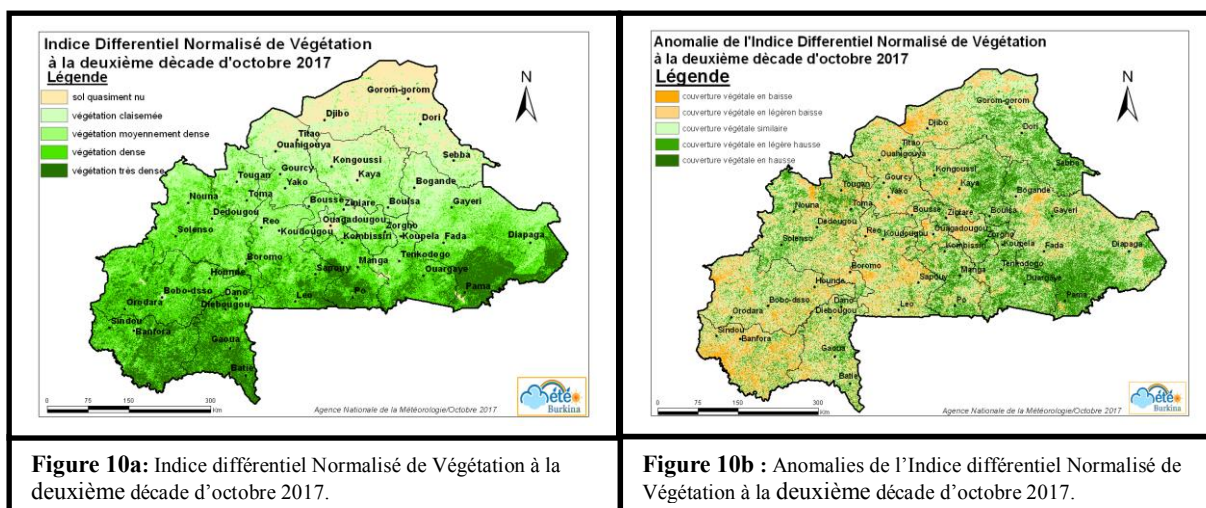 Indice Differentiel Normalisé de Végétation
à la deuxième dècade d'octobre 2017
Légende
sol quasiment nu
végétation claisemée
végétation moyennement dense
végétation dense
végétation très dense
N
Gorom-gorom
Djibo
Dori
Titao
Ouahigouya
Kongoussi
Sebba
Gourcy
Kaya
Tougan
Yako
Bogande
Nouna
Toma
Bousse
Ziniare
Boulsa
Gayeri
Dedougou
Ouagadougou
Solenso
Reo
Koudougou
Zorgho
Kombissiri
Koupela
Fada
Diapaga
Boromo
Tenkodogo
Manga
Hounde
Sapouy
Ouargaye
Pama
Bobo-dsso
Dano
Leo
Po
Orodara
Diebougou
Sindou
Banfora
Gaoua
Batie
0 75 150 300
Km
Agence Nationale de la Météorologie/Octobre 2017
été
Burkina
Anomalie de l'Indice Differentiel Normalisé de Végétation
à la deuxième dècade d'octobre 2017
Légende
couverture végétale en baisse
couverture végétale en légèren baisse
couverture végétale similaire
couverture végétale en légère hausse
couverture végétale en hausse
N
Gorom-gorom
Djibo
Dori
Titao
Ouahigouya
Kongoussi
Sebba
Gourcy
Kaya
Tougan
Yako
Bogande
Nouna
Toma
Bousse
Ziniare
Boulsa
Gayeri
Dedougou
Ouagadougou
Solenso
Reo
Koudougou
Zorgho
Kombissiri
Koupela
Fada
Diapaga
Boromo
Tenkodogo
Manga
Hounde
Sapouy
Ouargaye
Pama
Bobo-dsso
Dano
Leo
Po
Orodara
Diebougou
Sindou
Banfora
Gaoua
Batie
0 75 150 300
Km
Agence Nationale de la Météorologie/Octobre 2017
été
Burkina
Figure 10a: Indice différentiel Normalisé de Végétation à la
deuxième décade d'octobre 2017.
Figure 10b : Anomalies de l'Indice différentiel Normalisé de
Végétation à la deuxième décade d'octobre 2017.